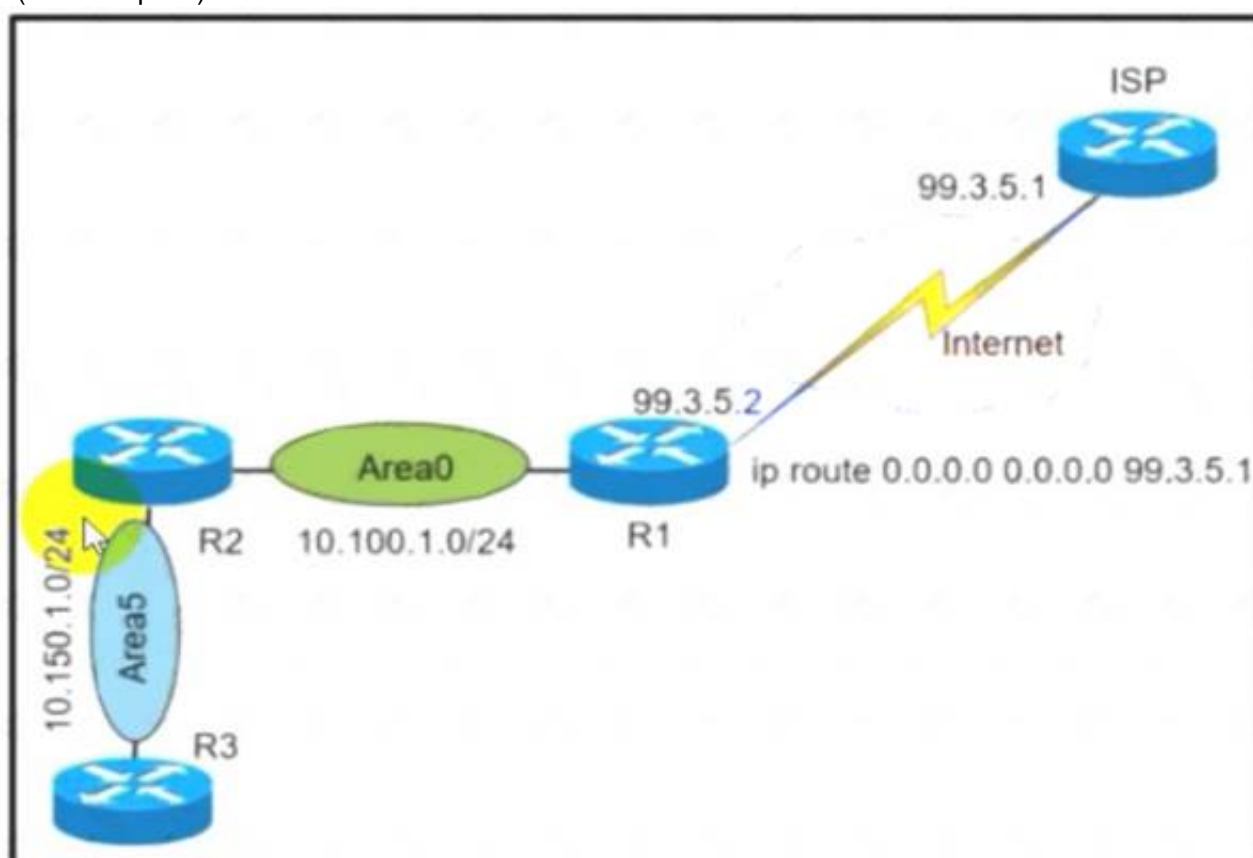 ISP
99.3.5.1
Internet
99.3.5.2
Area0
ip route 0.0.0.0 0.0.0.0 99.3.5.1
R2
10.100.1.0/24
R1
10.150.1.0/24
Area5
R3